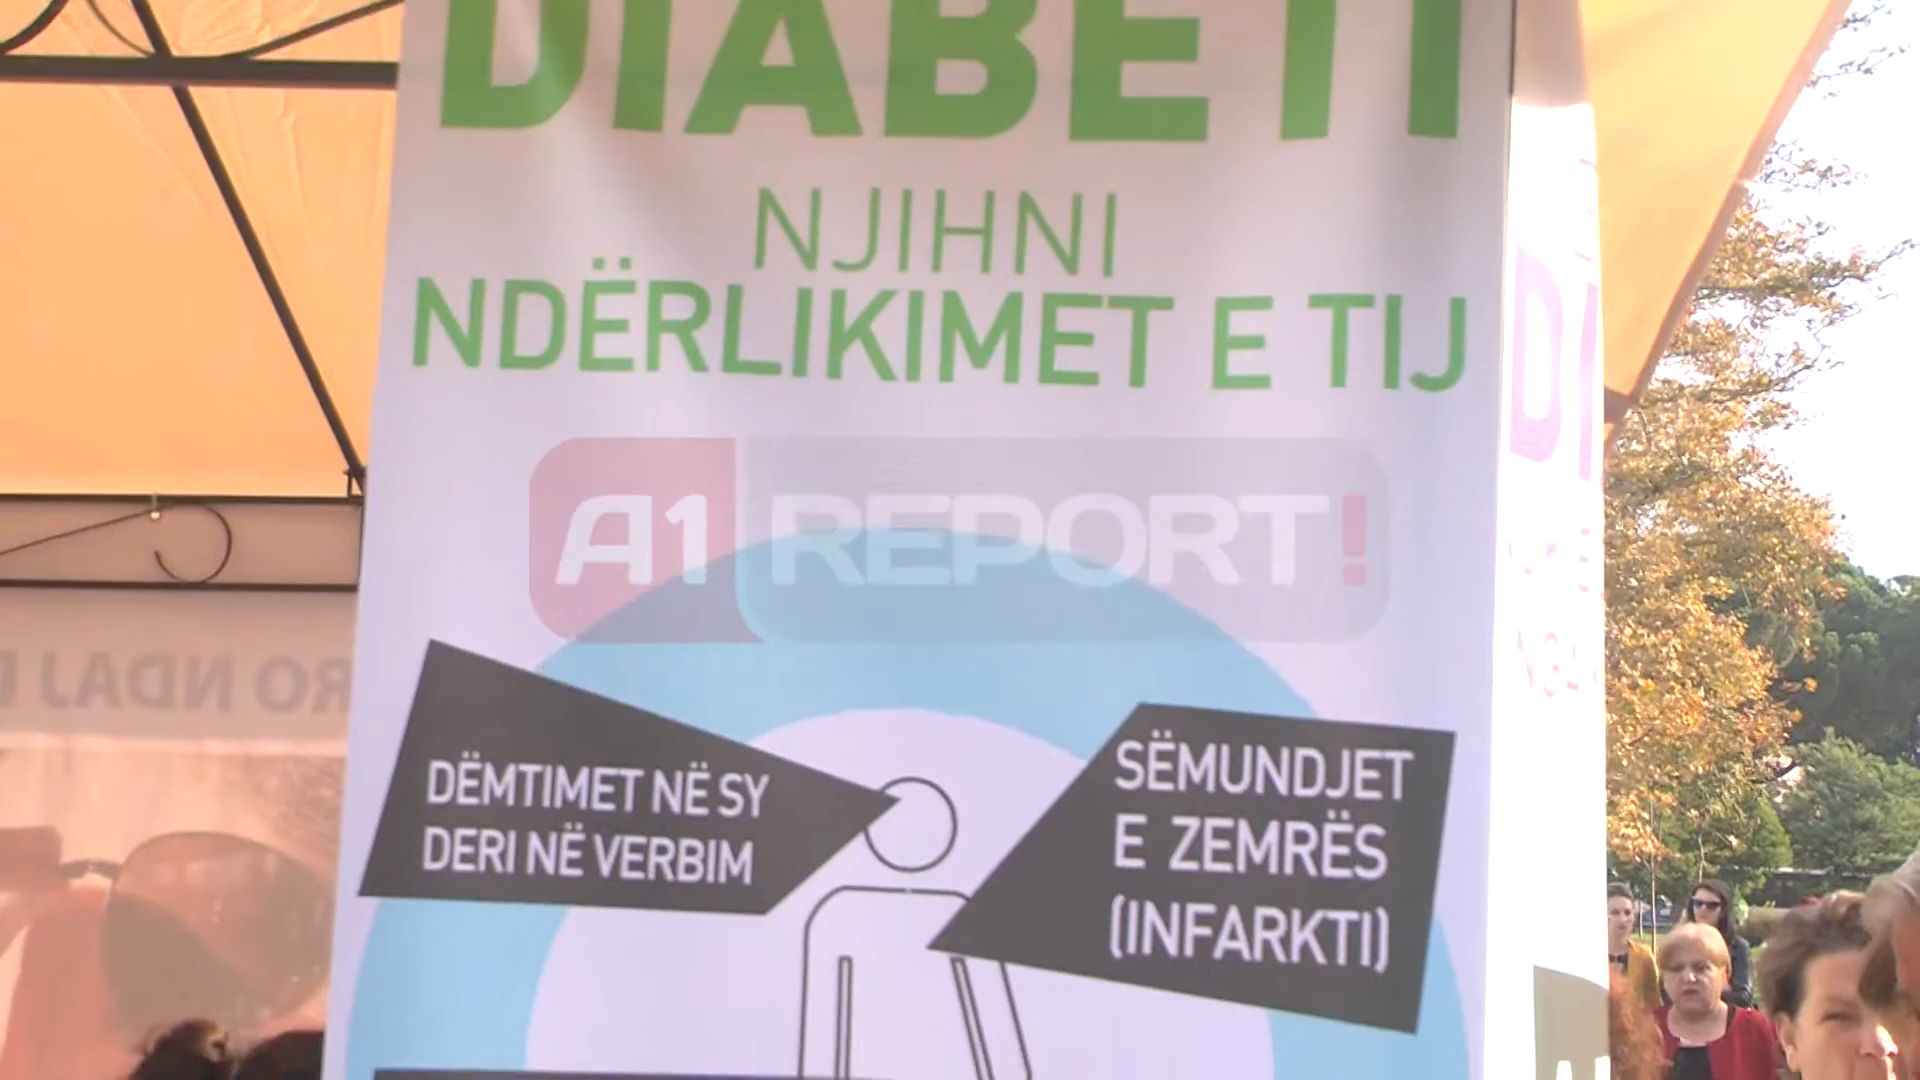 DIABETI
NJIHNI
NDËRLIKIMET E TIJ
A1 REPORT!
DËMTIMET NË SY
DERI NË VERBIM
SËMUNDJET
E ZEMRËS
(INFARKTI)
RO NDAJ